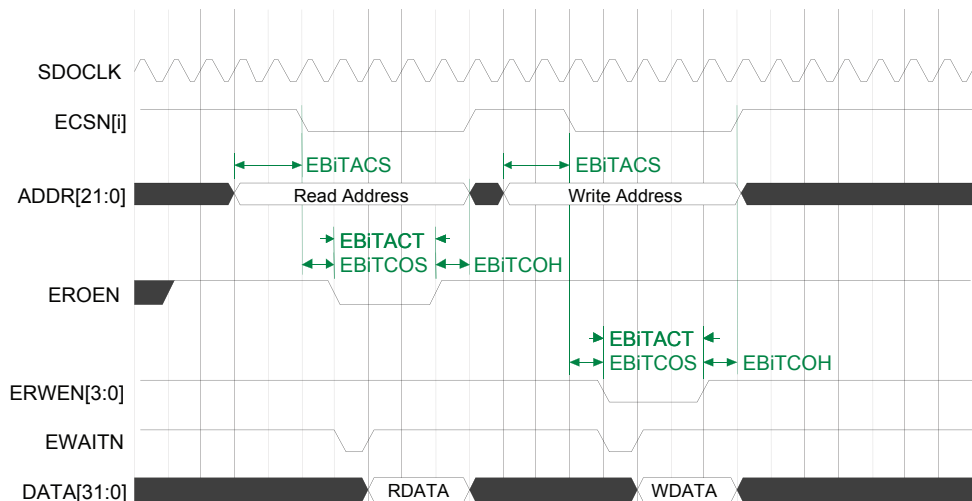 SDOCLK
ECSN[i]
EBiTACS EBiTACS
ADDR[21:0] Read Address Write Address
EBiTACT
EBiTCOS EBiTCOH
EROEN
EBiTACT
EBiTCOS EBiTCOH
ERWEN[3:0]
EWAITN
DATA[31:0] RDATA WDATA